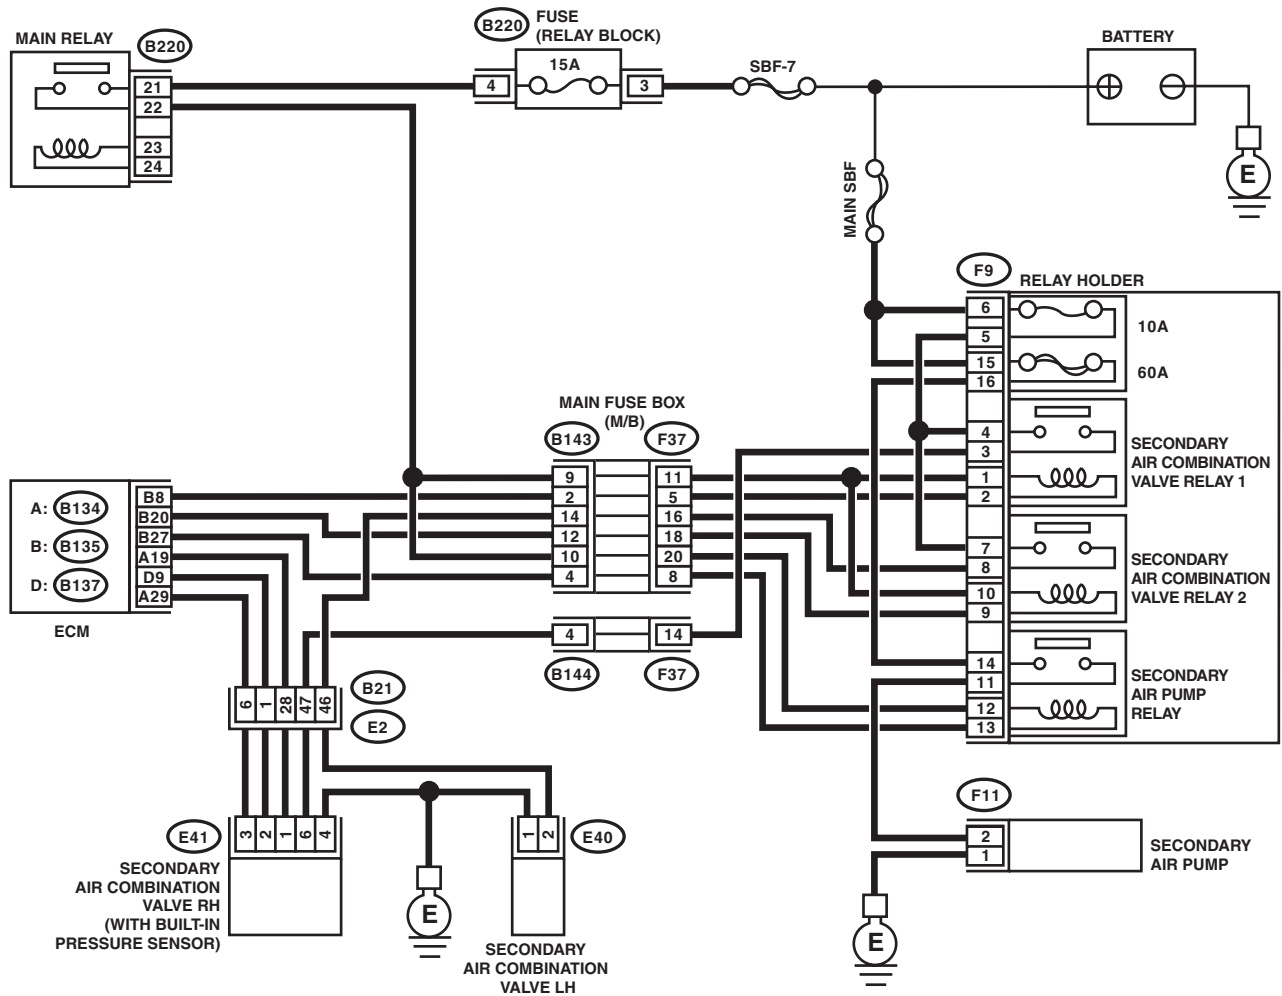 MAIN RELAY
B220
21
22
23
24
B220
FUSE
(RELAY BLOCK)
15A
4
3
SBF-7
BATTERY
E
MAIN SBF
F9
RELAY HOLDER
6
5
15
16
10A
60A
4
3
1
2
SECONDARY
AIR COMBINATION
VALVE RELAY 1
7
8
10
9
SECONDARY
AIR COMBINATION
VALVE RELAY 2
14
11
12
13
SECONDARY
AIR PUMP
RELAY
MAIN FUSE BOX
(M/B)
B143
F37
9
11
2
5
14
16
12
18
10
20
4
8
4
14
B144
F37
A: B134
B: B135
D: B137
B8
B20
B27
A19
D9
A29
ECM
6
1
28
47
46
B21
E2
E41
3
2
1
6
4
SECONDARY
AIR COMBINATION
VALVE RH
(WITH BUILT-IN
PRESSURE SENSOR)
E
1
2
E40
SECONDARY
AIR COMBINATION
VALVE LH
F11
2
1
SECONDARY
AIR PUMP
E